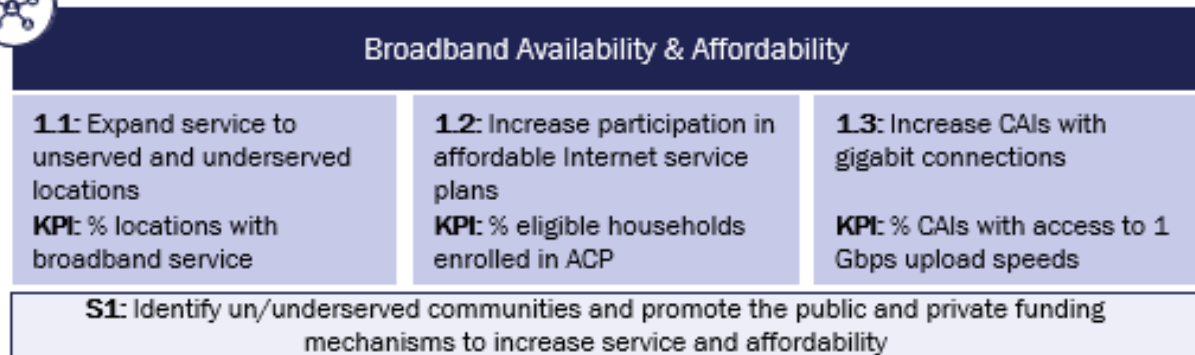 Broadband Availability & Affordability
1.1: Expand service to
unserved and underserved
locations
KPI: % locations with
broadband service
1.2: Increase participation in
affordable Internet service
plans
KPI: % eligible households
enrolled in ACP
1.3: Increase CAIs with
gigabit connections
KPI: % CAIs with access to 1
Gbps upload speeds
S1: Identify un/underserved communities and promote the public and private funding
mechanisms to increase service and affordability